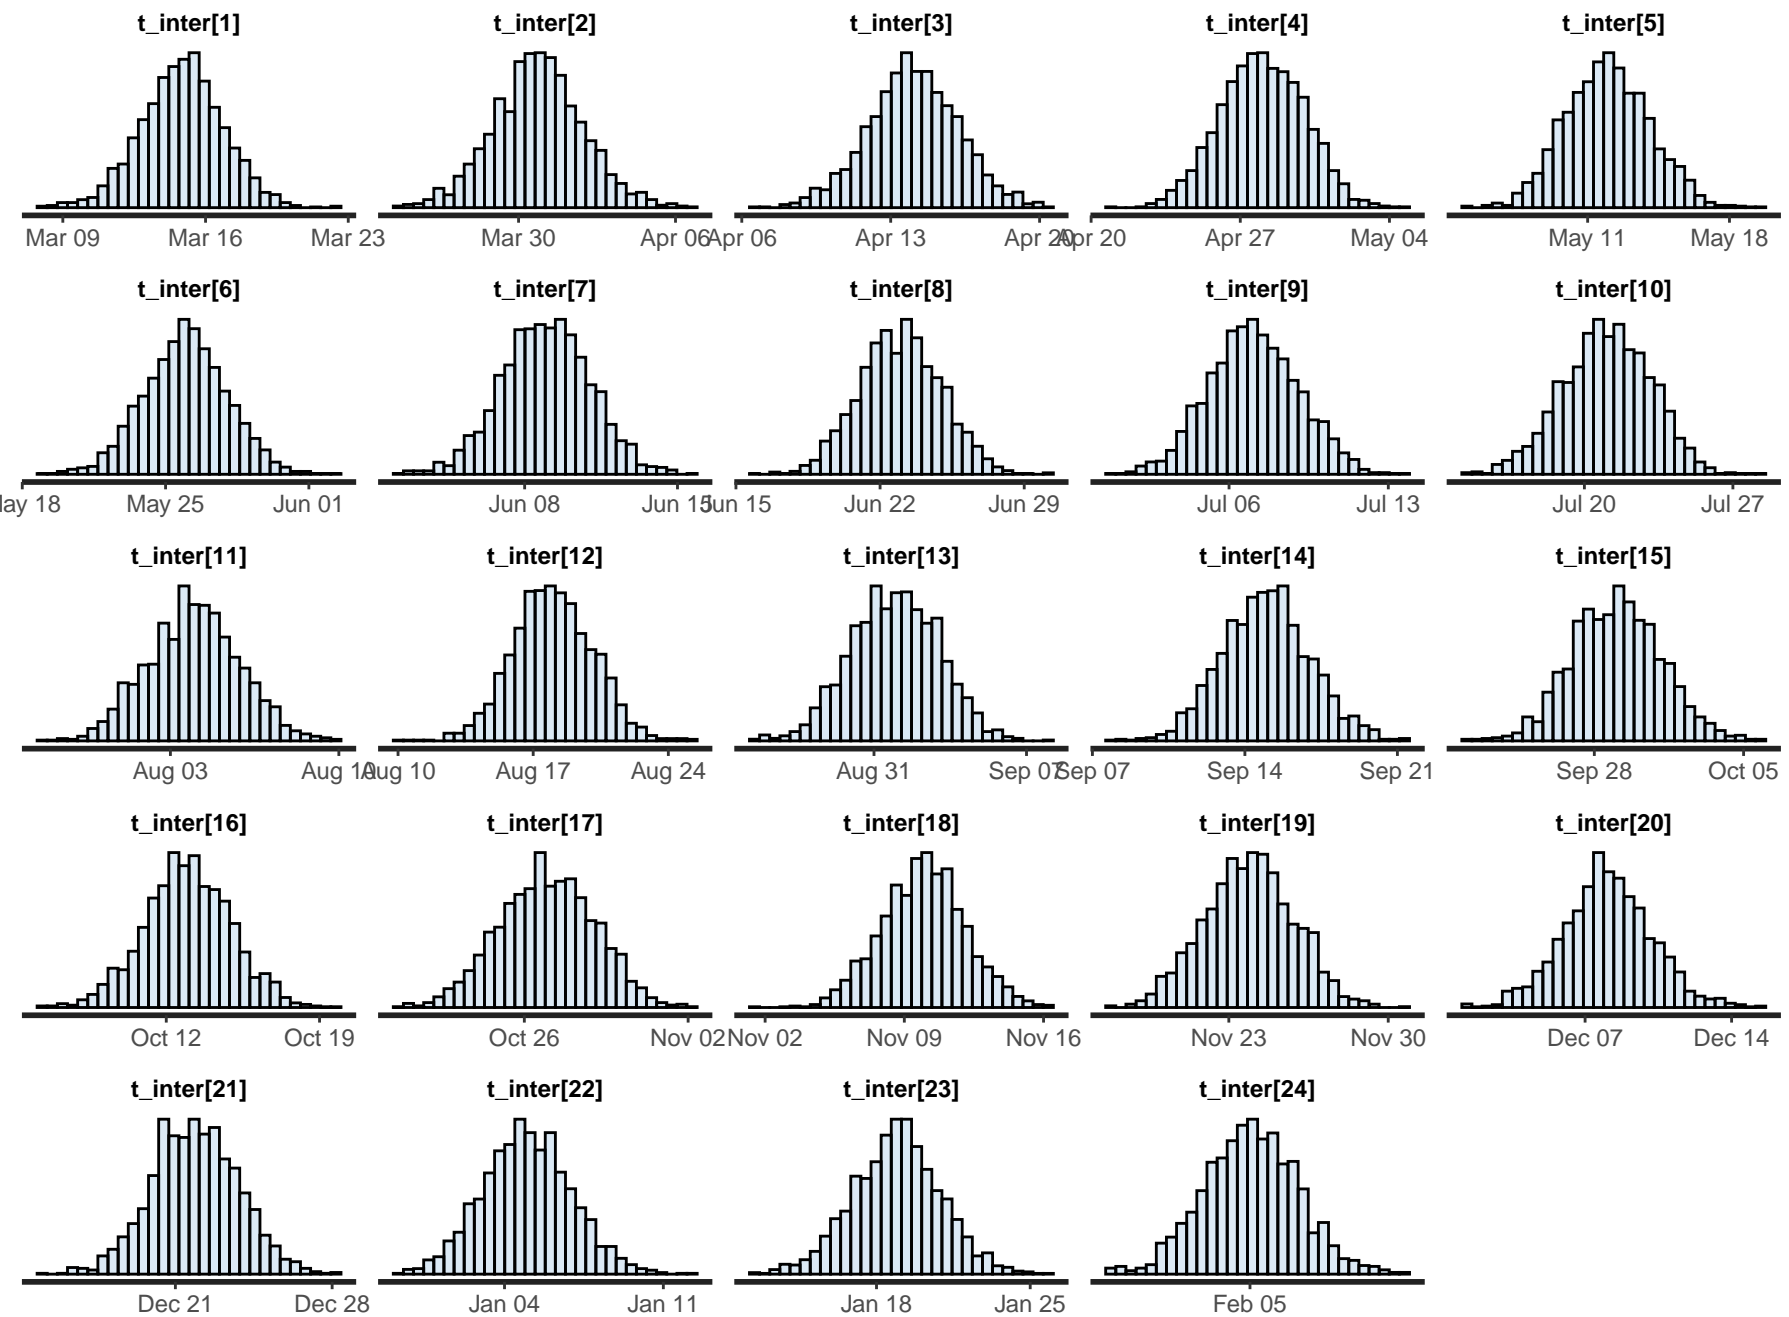 t_inter[1] t_inter[2] t_inter[3] t_inter[4] t_inter[5]
Mar 09 Mar 16 Mar 23 Mar 30 Apr 06 Apr 06 Apr 13 Apr 20 Apr 20 Apr 27 May 04 May 11 May 18
t_inter[6] t_inter[7] t_inter[8] t_inter[9] t_inter[10]
ay 18 May 25 Jun 01 Jun 08 Jun 15 Jun 15 Jun 22 Jun 29 Jul 06 Jul 13 Jul 20 Jul 27
t_inter[11] t_inter[12] t_inter[13] t_inter[14] t_inter[15]
Aug 03 Aug 10 Aug 10 Aug 17 Aug 24 Aug 31 Sep 07 Sep 07 Sep 14 Sep 21 Sep 28 Oct 05
t_inter[16] t_inter[17] t_inter[18] t_inter[19] t_inter[20]
Oct 12 Oct 19 Oct 26 Nov 02 Nov 02 Nov 09 Nov 16 Nov 23 Nov 30 Dec 07 Dec 14
t_inter[21] t_inter[22] t_inter[23] t_inter[24]
Dec 21 Dec 28 Jan 04 Jan 11 Jan 18 Jan 25 Feb 05